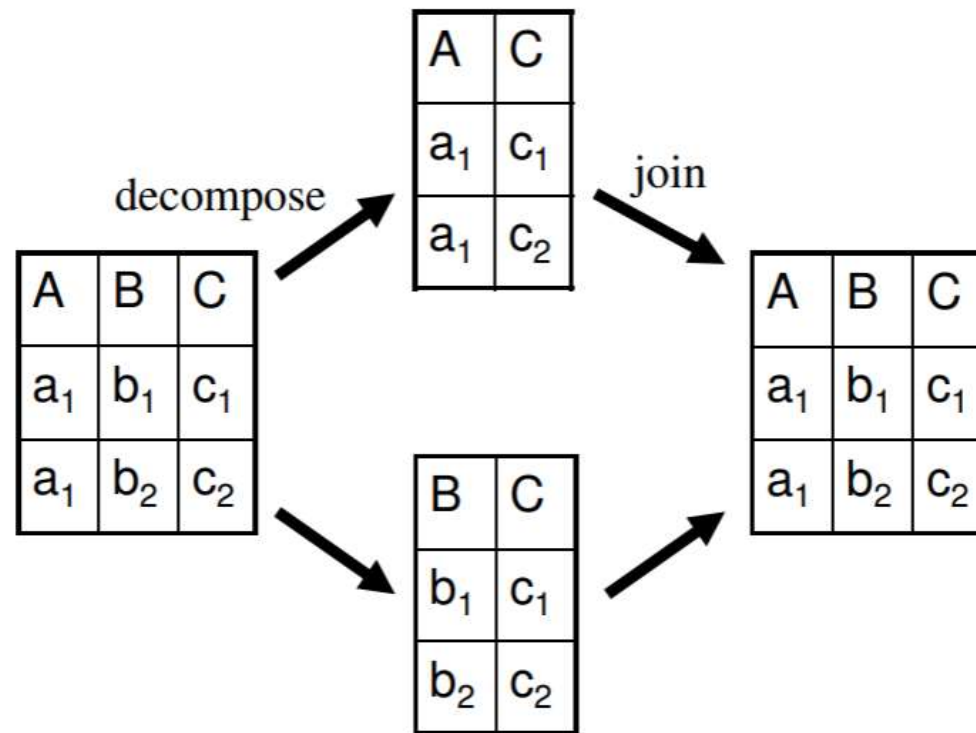 A C
a₁ c₁
a₁ c₂
decompose
join
A B C
a₁ b₁ c₁
a₁ b₂ c₂
B C
b₁ c₁
b₂ c₂
A B C
a₁ b₁ c₁
a₁ b₂ c₂